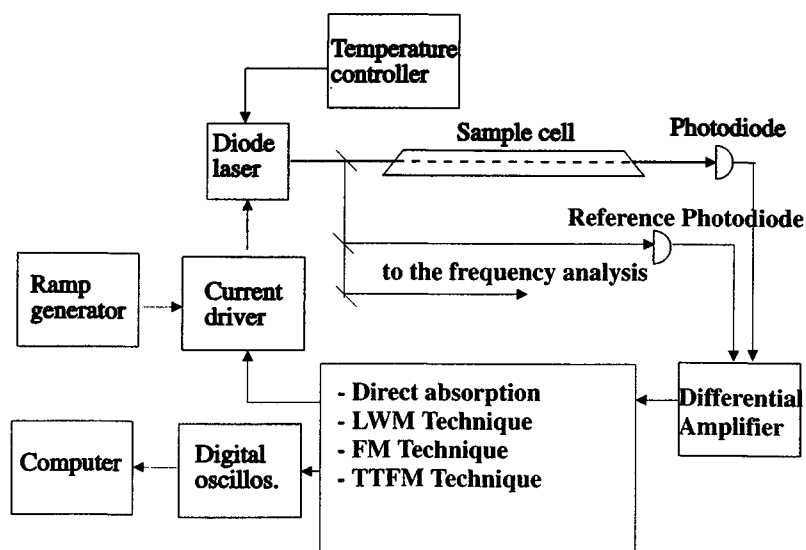 Temperature
controller
Diode
laser
Sample cell
Photodiode
Reference Photodiode
to the frequency analysis
Ramp
generator
Current
driver
- Direct absorption
- LWM Technique
- FM Technique
- TTFM Technique
Differential
Amplifier
Computer
Digital
oscillos.